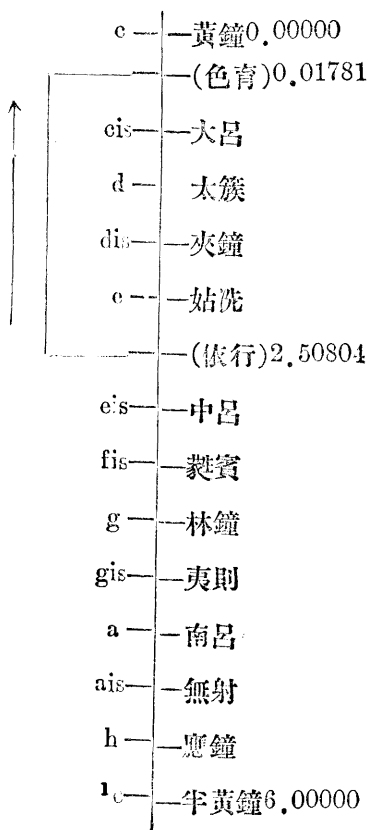 c 黃鐘0.00000
(色育)0.01781
cis 大呂
d 太簇
dis 夾鐘
e 姑洗
(依行)2.50804
eis 中呂
fis 蕤賓
g 林鐘
gis 夷則
a 南呂
ais 無射
h 應鐘
¹c 半黃鐘6.00000